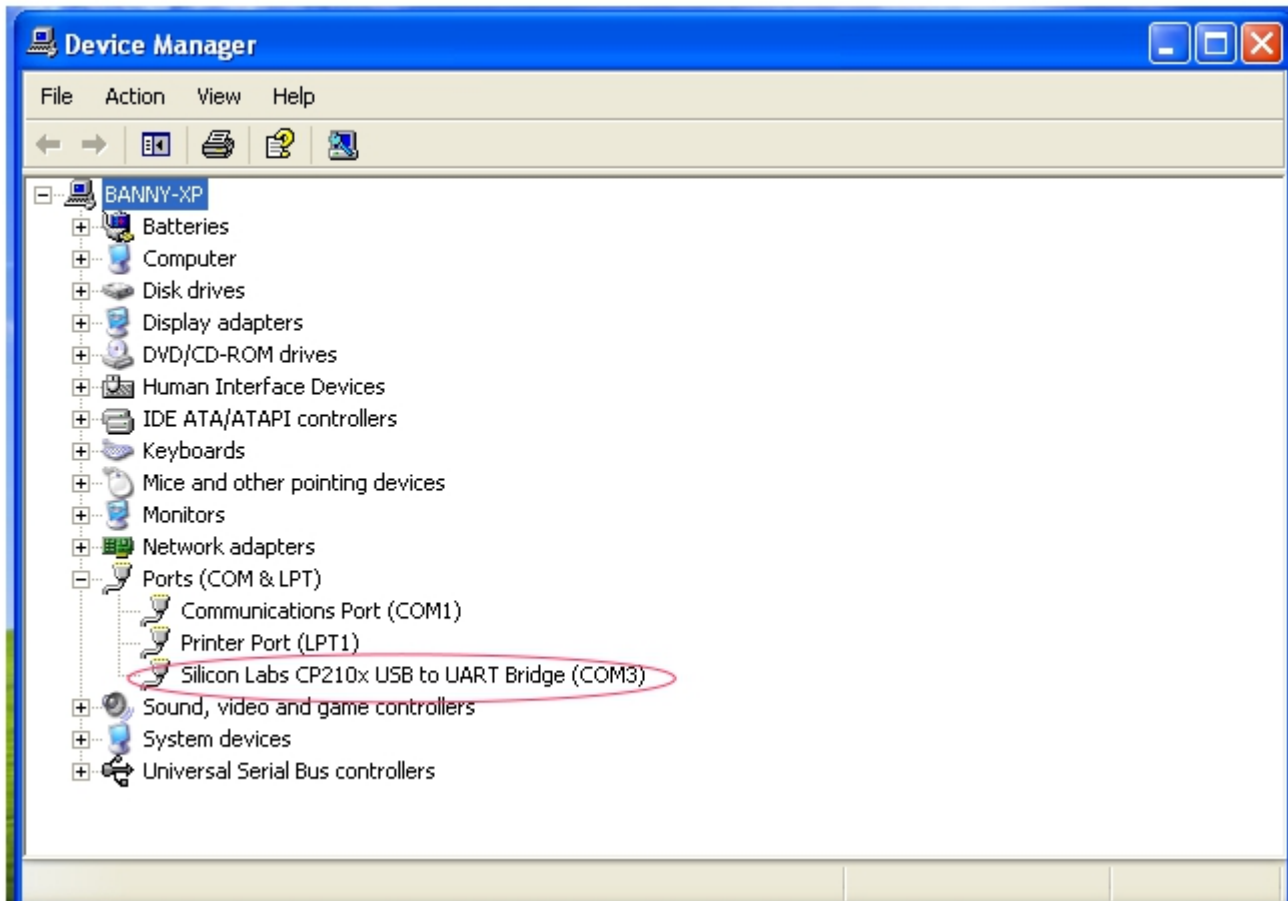 Device Manager
File Action View Help
BANNY-XP
Batteries
Computer
Disk drives
Display adapters
DVD/CD-ROM drives
Human Interface Devices
IDE ATA/ATAPI controllers
Keyboards
Mice and other pointing devices
Monitors
Network adapters
Ports (COM & LPT)
Communications Port (COM1)
Printer Port (LPT1)
Silicon Labs CP210x USB to UART Bridge (COM3)
Sound, video and game controllers
System devices
Universal Serial Bus controllers